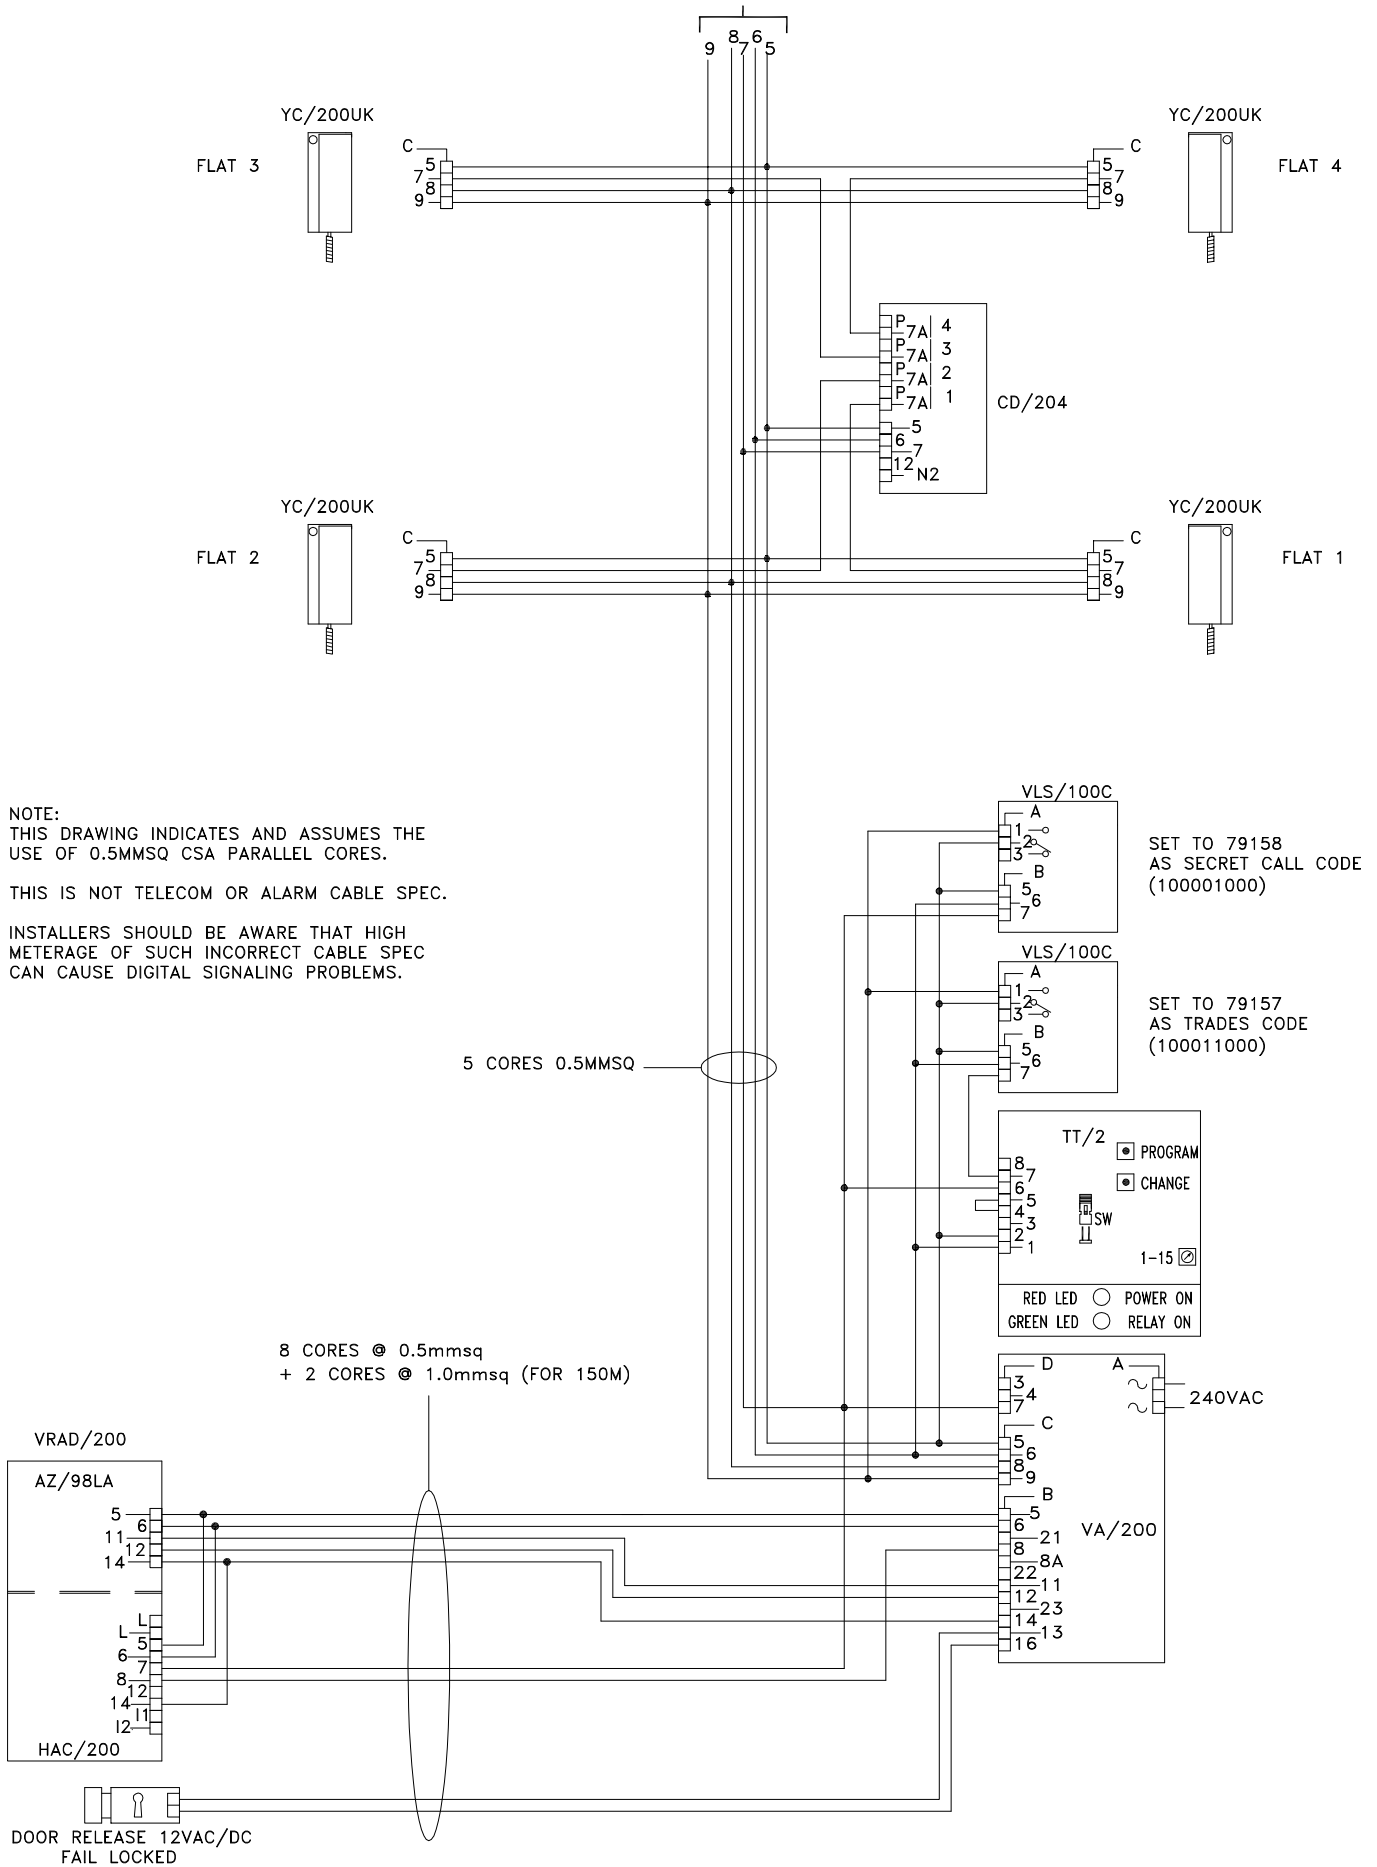 9 8 7 6 5
YC/200UK
YC/200UK
FLAT 3
C
5
7
8
9
C
5
7
8
9
FLAT 4
P
7A 4
P
7A 3
P
7A 2
P
7A 1
5
6
7
12
N2
CD/204
YC/200UK
YC/200UK
FLAT 2
C
5
7
8
9
C
5
7
8
9
FLAT 1
NOTE:
THIS DRAWING INDICATES AND ASSUMES THE
USE OF 0.5MMSQ CSA PARALLEL CORES.
THIS IS NOT TELECOM OR ALARM CABLE SPEC.
INSTALLERS SHOULD BE AWARE THAT HIGH
METERAGE OF SUCH INCORRECT CABLE SPEC
CAN CAUSE DIGITAL SIGNALING PROBLEMS.
VLS/100C
A
1
2
3
B
5
6
7
SET TO 79158
AS SECRET CALL CODE
(100001000)
VLS/100C
A
1
2
3
B
5
6
7
SET TO 79157
AS TRADES CODE
(100011000)
5 CORES 0.5MMSQ
TT/2
PROGRAM
CHANGE
8
7
6
5
4
3
2
1
SW
1-15
RED LED POWER ON
GREEN LED RELAY ON
8 CORES @ 0.5mmsq
+ 2 CORES @ 1.0mmsq (FOR 150M)
D
3
4
7
A
240VAC
C
5
6
8
9
B
5
6
21
8
8A
22
11
12
23
14
13
16
VA/200
VRAD/200
AZ/98LA
5
6
11
12
14
L
L
5
6
7
8
12
14
I1
I2
HAC/200
DOOR RELEASE 12VAC/DC
FAIL LOCKED